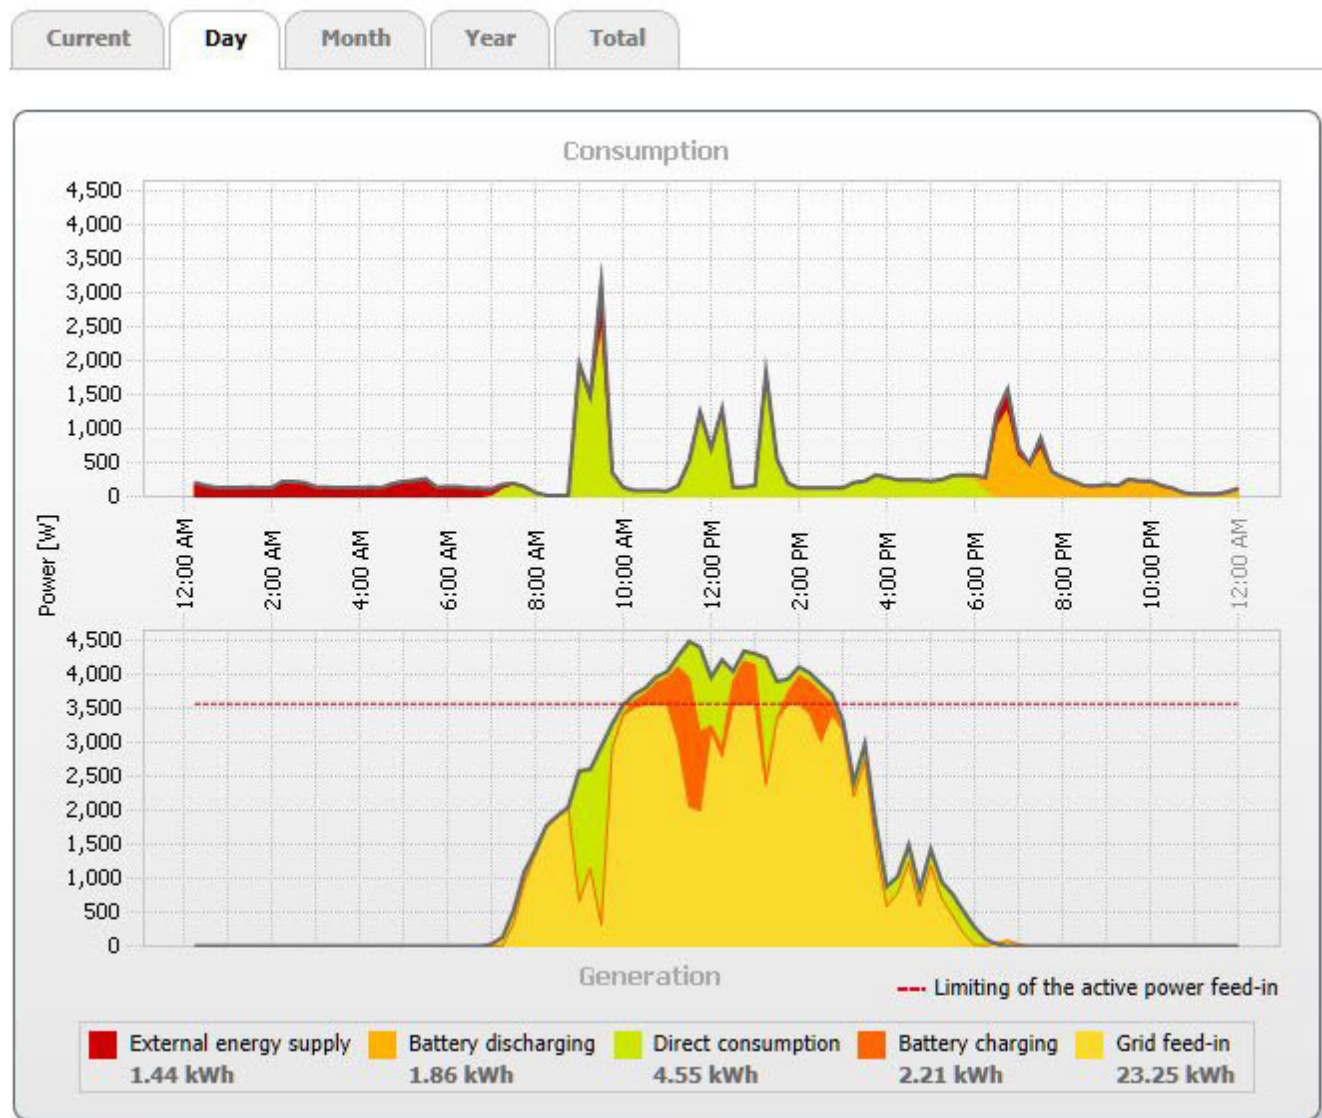 Current Day Month Year Total
Consumption
4,500
4,000
3,500
3,000
2,500
2,000
1,500
1,000
500
0
Power [W]
12:00 AM 2:00 AM 4:00 AM 6:00 AM 8:00 AM 10:00 AM 12:00 PM 2:00 PM 4:00 PM 6:00 PM 8:00 PM 10:00 PM 12:00 AM
4,500
4,000
3,500
3,000
2,500
2,000
1,500
1,000
500
0
Generation
Limiting of the active power feed-in
External energy supply Battery discharging Direct consumption Battery charging Grid feed-in
1.44 kWh 1.86 kWh 4.55 kWh 2.21 kWh 23.25 kWh